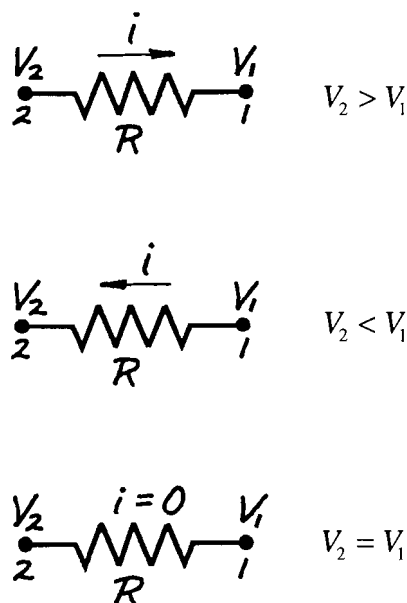 i
V₂ V₁ V₂ > V₁
2 R 1
i
V₂ V₁ V₂ < V₁
2 R 1
V₂ i = 0 V₁ V₂ = V₁
2 R 1